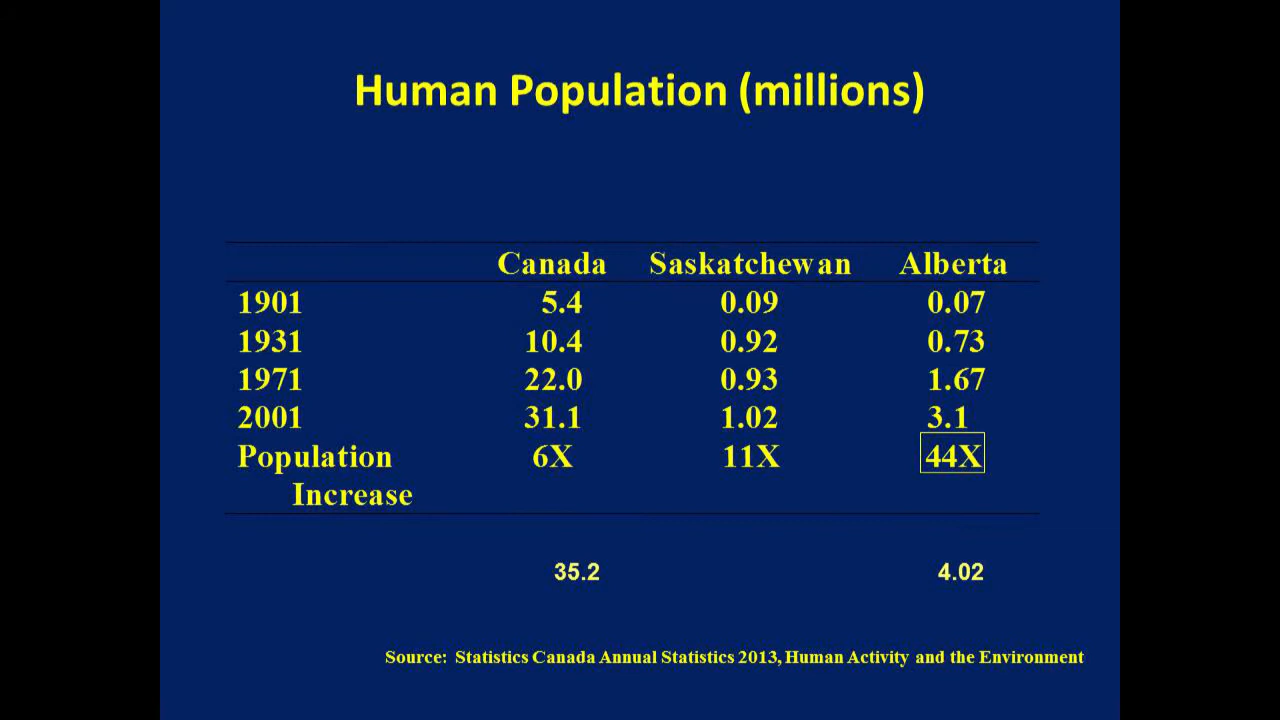 Human Population (millions)
Canada Saskatchewan Alberta
1901 5.4 0.09 0.07
1931 10.4 0.92 0.73
1971 22.0 0.93 1.67
2001 31.1 1.02 3.1
Population 6X 11X 44X
Increase
35.2 4.02
Source: Statistics Canada Annual Statistics 2013, Human Activity and the Environment